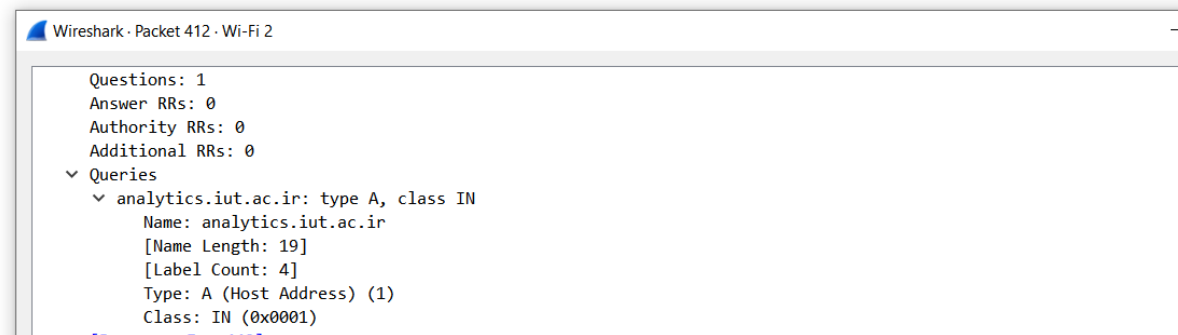 Wireshark · Packet 412 · Wi-Fi 2
Questions: 1
Answer RRs: 0
Authority RRs: 0
Additional RRs: 0
Queries
analytics.iut.ac.ir: type A, class IN
Name: analytics.iut.ac.ir
[Name Length: 19]
[Label Count: 4]
Type: A (Host Address) (1)
Class: IN (0x0001)